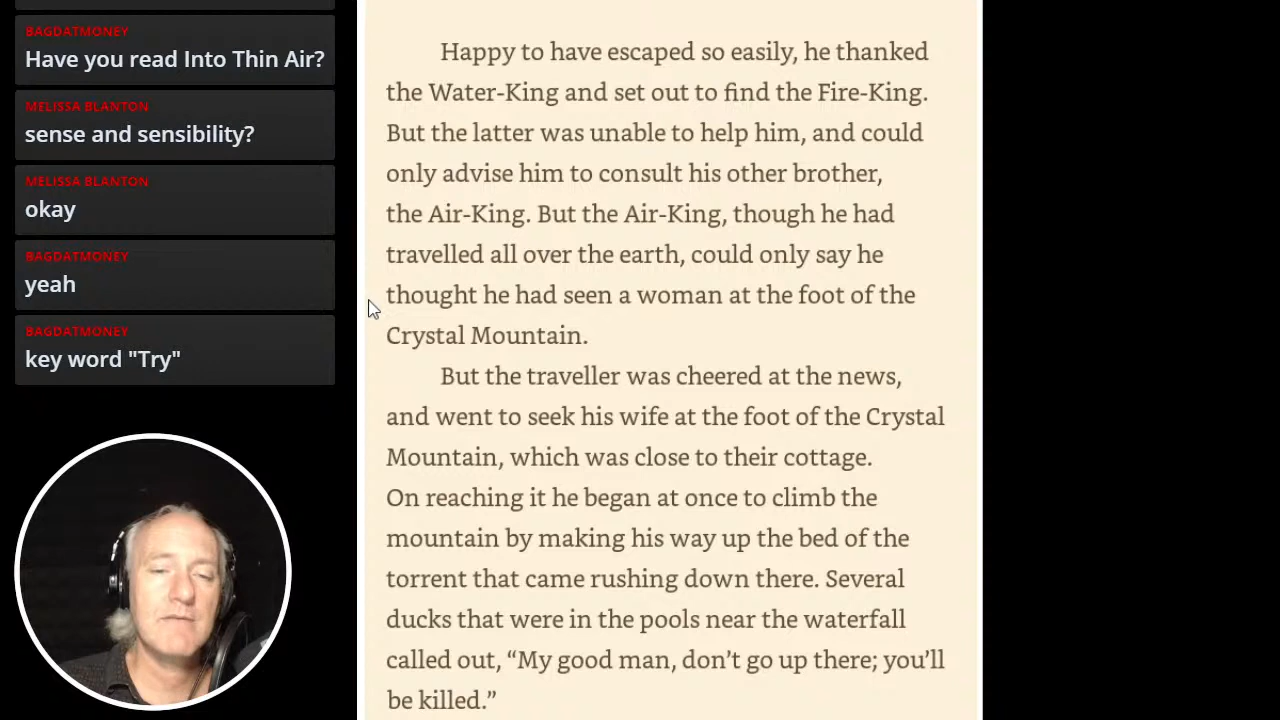 BAGDATMONEY
Have you read Into Thin Air?
MELISSA BLANTON
sense and sensibility?
MELISSA BLANTON
okay
BAGDATMONEY
yeah
BAGDATMONEY
key word "Try"
Happy to have escaped so easily, he thanked
the Water-King and set out to find the Fire-King.
But the latter was unable to help him, and could
only advise him to consult his other brother,
the Air-King. But the Air-King, though he had
travelled all over the earth, could only say he
thought he had seen a woman at the foot of the
Crystal Mountain.
But the traveller was cheered at the news,
and went to seek his wife at the foot of the Crystal
Mountain, which was close to their cottage.
On reaching it he began at once to climb the
mountain by making his way up the bed of the
torrent that came rushing down there. Several
ducks that were in the pools near the waterfall
called out, “My good man, don’t go up there; you’ll
be killed.”